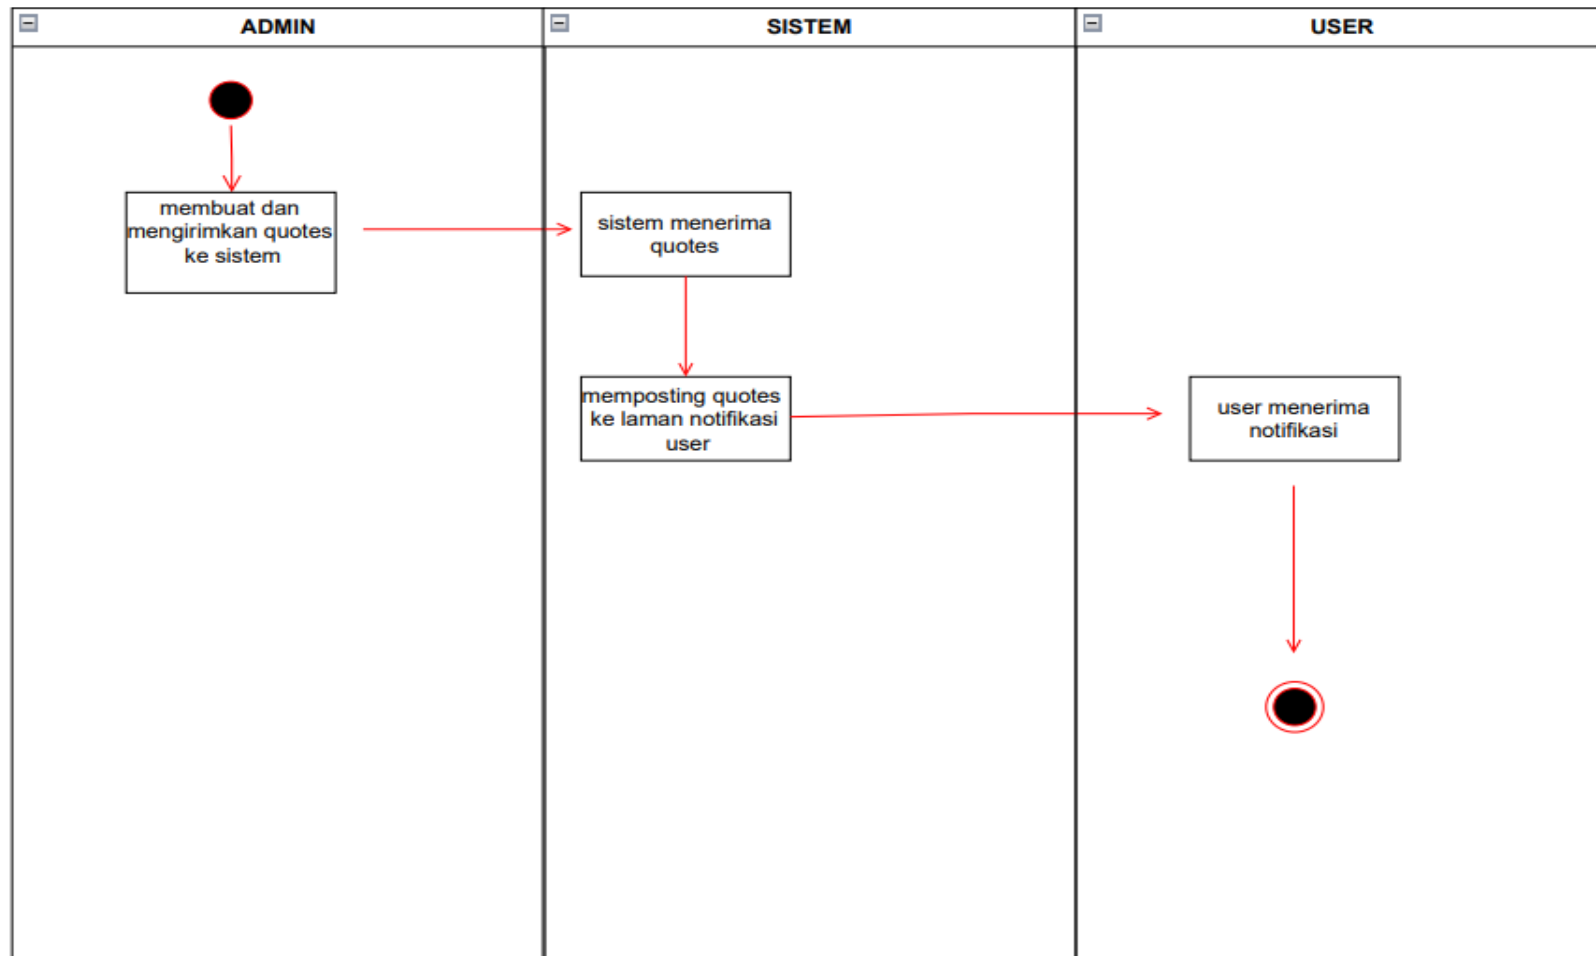 ADMIN
SISTEM
USER
membuat dan
mengirimkan quotes
ke sistem
sistem menerima
quotes
memposting quotes
ke laman notifikasi
user
user menerima
notifikasi